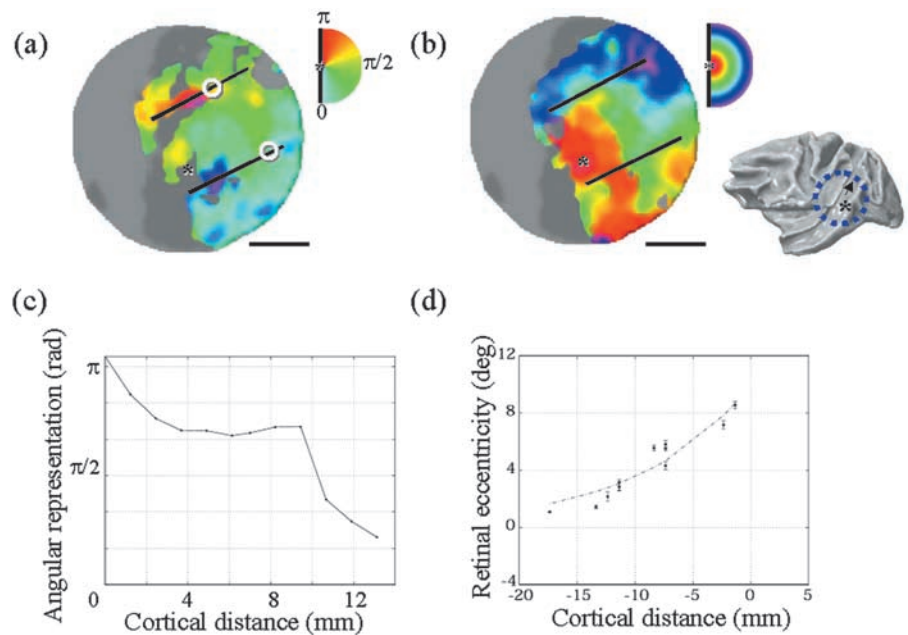 (a)
π
*
π/2
0
*
(b)
*
*
*
(c)
Angular representation (rad)
π
π/2
0
4
8
12
Cortical distance (mm)
(d)
Retinal eccentricity (deg)
12
8
4
0
-4
-20
-15
-10
-5
0
Cortical distance (mm)